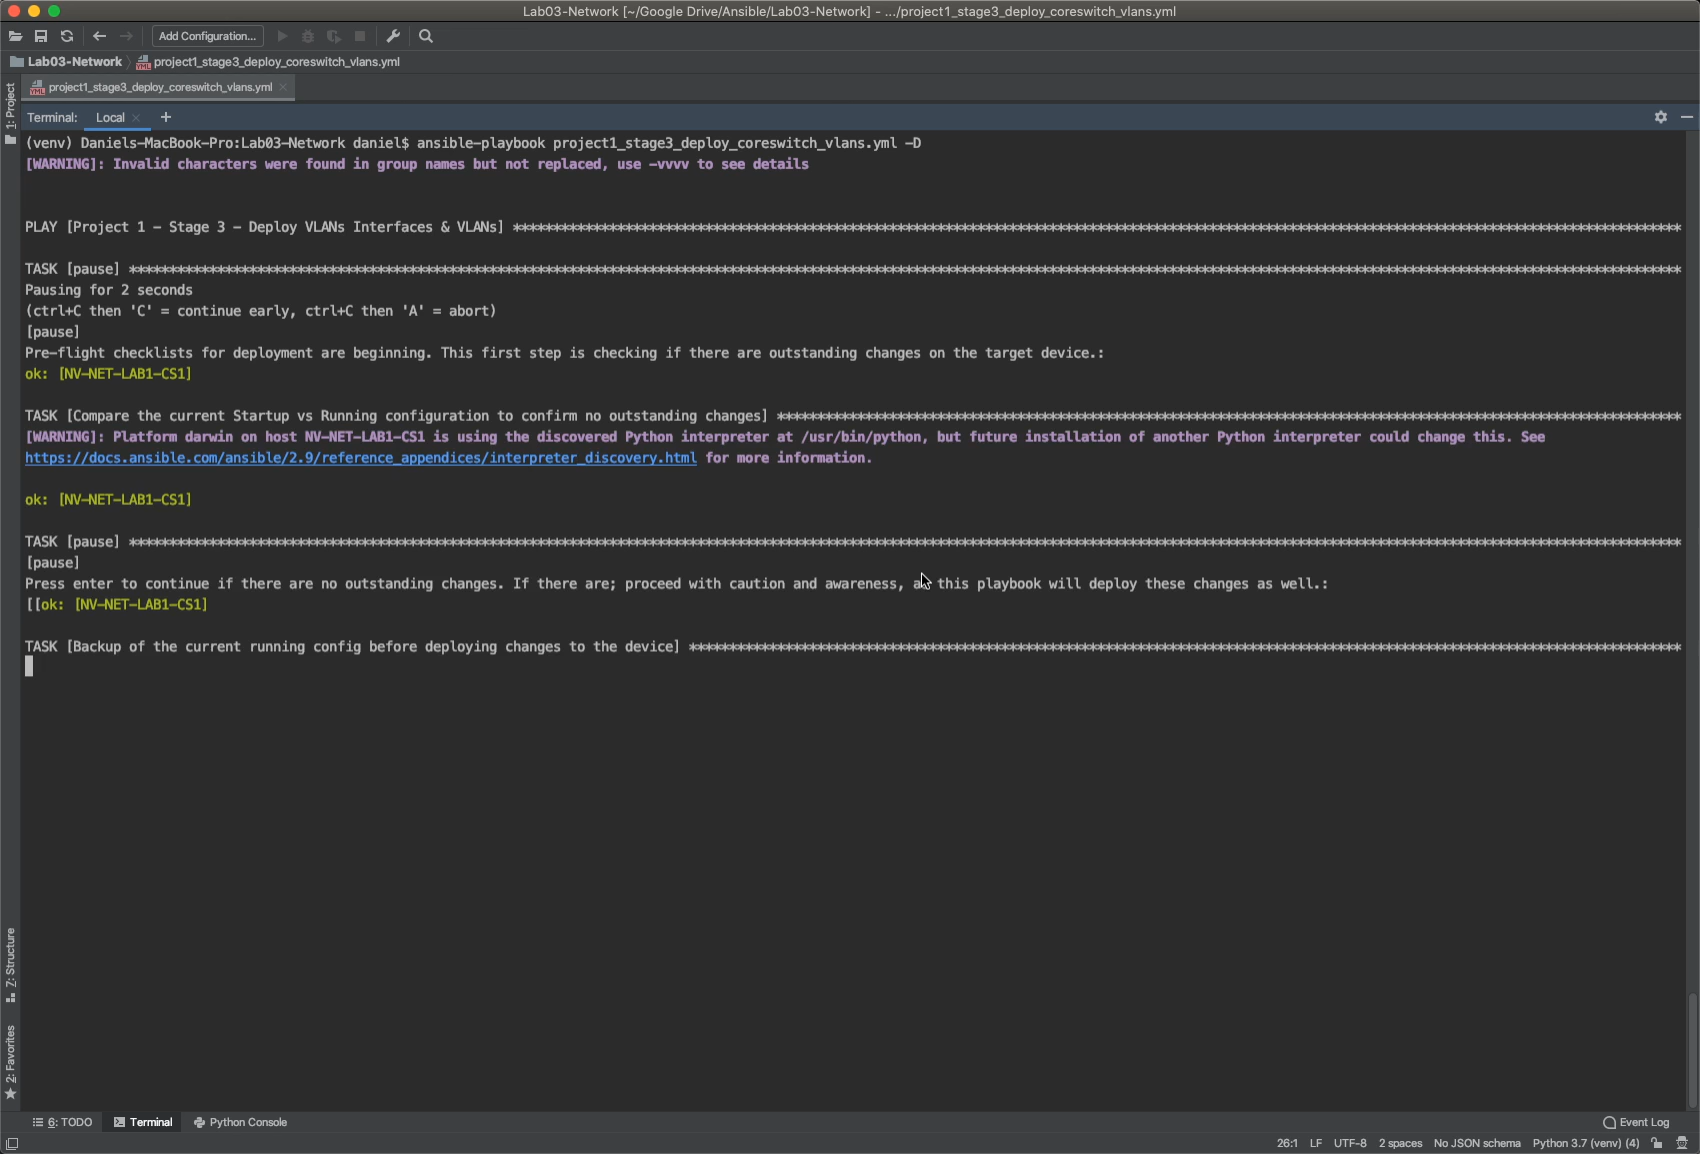 Lab03-Network [~/Google Drive/Ansible/Lab03-Network] - .../project1_stage3_deploy_coreswitch_vlans.yml
Add Configuration...
Lab03-Network project1_stage3_deploy_coreswitch_vlans.yml
project1_stage3_deploy_coreswitch_vlans.yml
1: Project
Terminal: Local +
(venv) Daniels-MacBook-Pro:Lab03-Network daniel$ ansible-playbook project1_stage3_deploy_coreswitch_vlans.yml -D
[WARNING]: Invalid characters were found in group names but not replaced, use -vvvv to see details
PLAY [Project 1 - Stage 3 - Deploy VLANs Interfaces & VLANs] **************************************************
TASK [pause] **************************************************
Pausing for 2 seconds
(ctrl+C then 'C' = continue early, ctrl+C then 'A' = abort)
[pause]
Pre-flight checklists for deployment are beginning. This first step is checking if there are outstanding changes on the target device.:
ok: [NV-NET-LAB1-CS1]
TASK [Compare the current Startup vs Running configuration to confirm no outstanding changes] **************************************************
[WARNING]: Platform darwin on host NV-NET-LAB1-CS1 is using the discovered Python interpreter at /usr/bin/python, but future installation of another Python interpreter could change this. See
https://docs.ansible.com/ansible/2.9/reference_appendices/interpreter_discovery.html for more information.
ok: [NV-NET-LAB1-CS1]
TASK [pause] **************************************************
[pause]
Press enter to continue if there are no outstanding changes. If there are; proceed with caution and awareness, as this playbook will deploy these changes as well.:
[[ok: [NV-NET-LAB1-CS1]
TASK [Backup of the current running config before deploying changes to the device] **************************************************
Z: Structure
2: Favorites
6: TODO Terminal Python Console Event Log
26:1 LF UTF-8 2 spaces No JSON schema Python 3.7 (venv) (4)